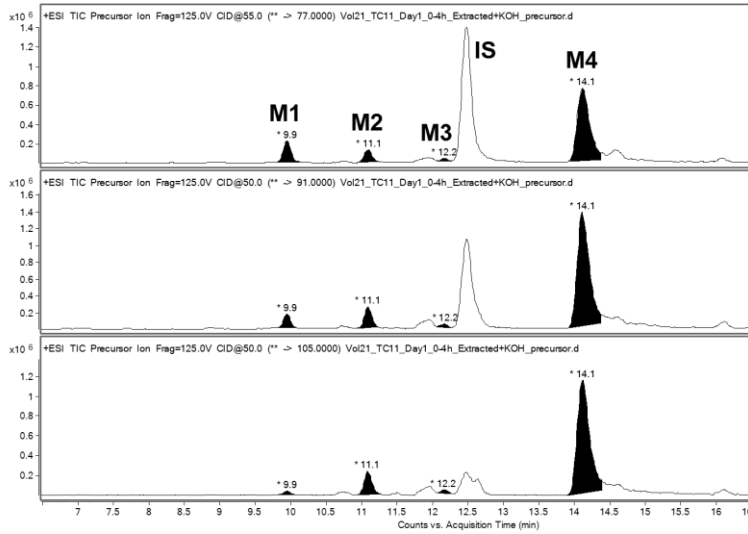 +ESI TIC Precursor Ion Frag=125.0V CID@55.0 (** -> 77.0000) Vol21_TC11_Day1_0-4h_Extracted+KOH_precursor.d
x10 6
1.4
1.2
1
0.8
0.6
0.4
0.2
M1
* 9.9
M2
* 11.1
M3
* 12.2
IS
M4
* 14.1
+ESI TIC Precursor Ion Frag=125.0V CID@50.0 (** -> 91.0000) Vol21_TC11_Day1_0-4h_Extracted+KOH_precursor.d
x10 6
1.6
1.4
1.2
1
0.8
0.6
0.4
0.2
* 9.9
* 11.1
* 12.2
* 14.1
+ESI TIC Precursor Ion Frag=125.0V CID@50.0 (** -> 105.0000) Vol21_TC11_Day1_0-4h_Extracted+KOH_precursor.d
x10 6
1.2
1
0.8
0.6
0.4
0.2
* 9.9
* 11.1
* 12.2
* 14.1
7 7.5 8 8.5 9 9.5 10 10.5 11 11.5 12 12.5 13 13.5 14 14.5 15 15.5 16
Counts vs. Acquisition Time (min)